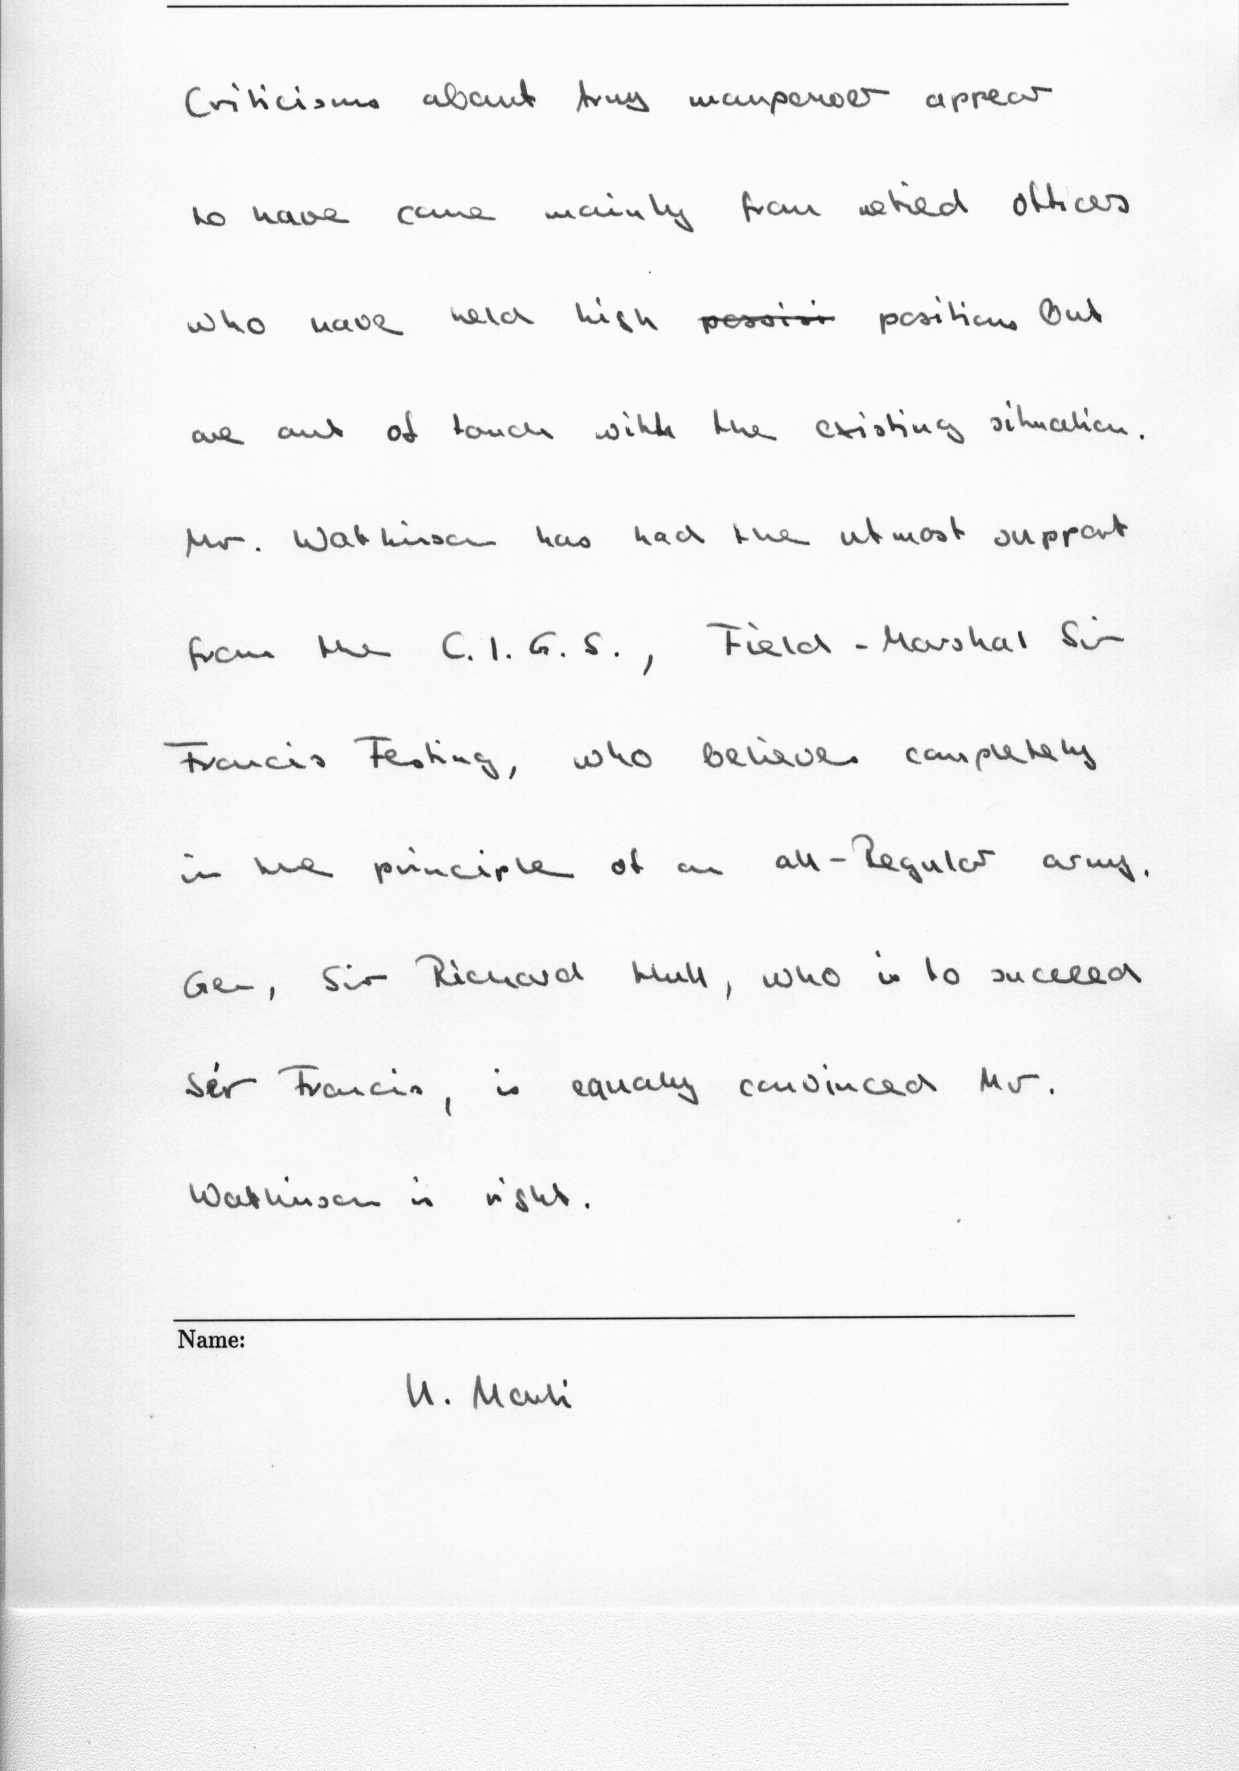 Criticisms about Army manpower appear
to have come mainly from retired officers
who have held high positions but
are out of touch with the existing situation.
Mr. Watkinson has had the utmost support
from the C.I.G.S., Field-Marshal Sir
Francis Festing, who believes completely
in the principle of an all-Regular army.
Gen, Sir Richard Hull, who is to succeed
Sir Francis, is equally convinced Mr.
Watkinson is right.
Name: